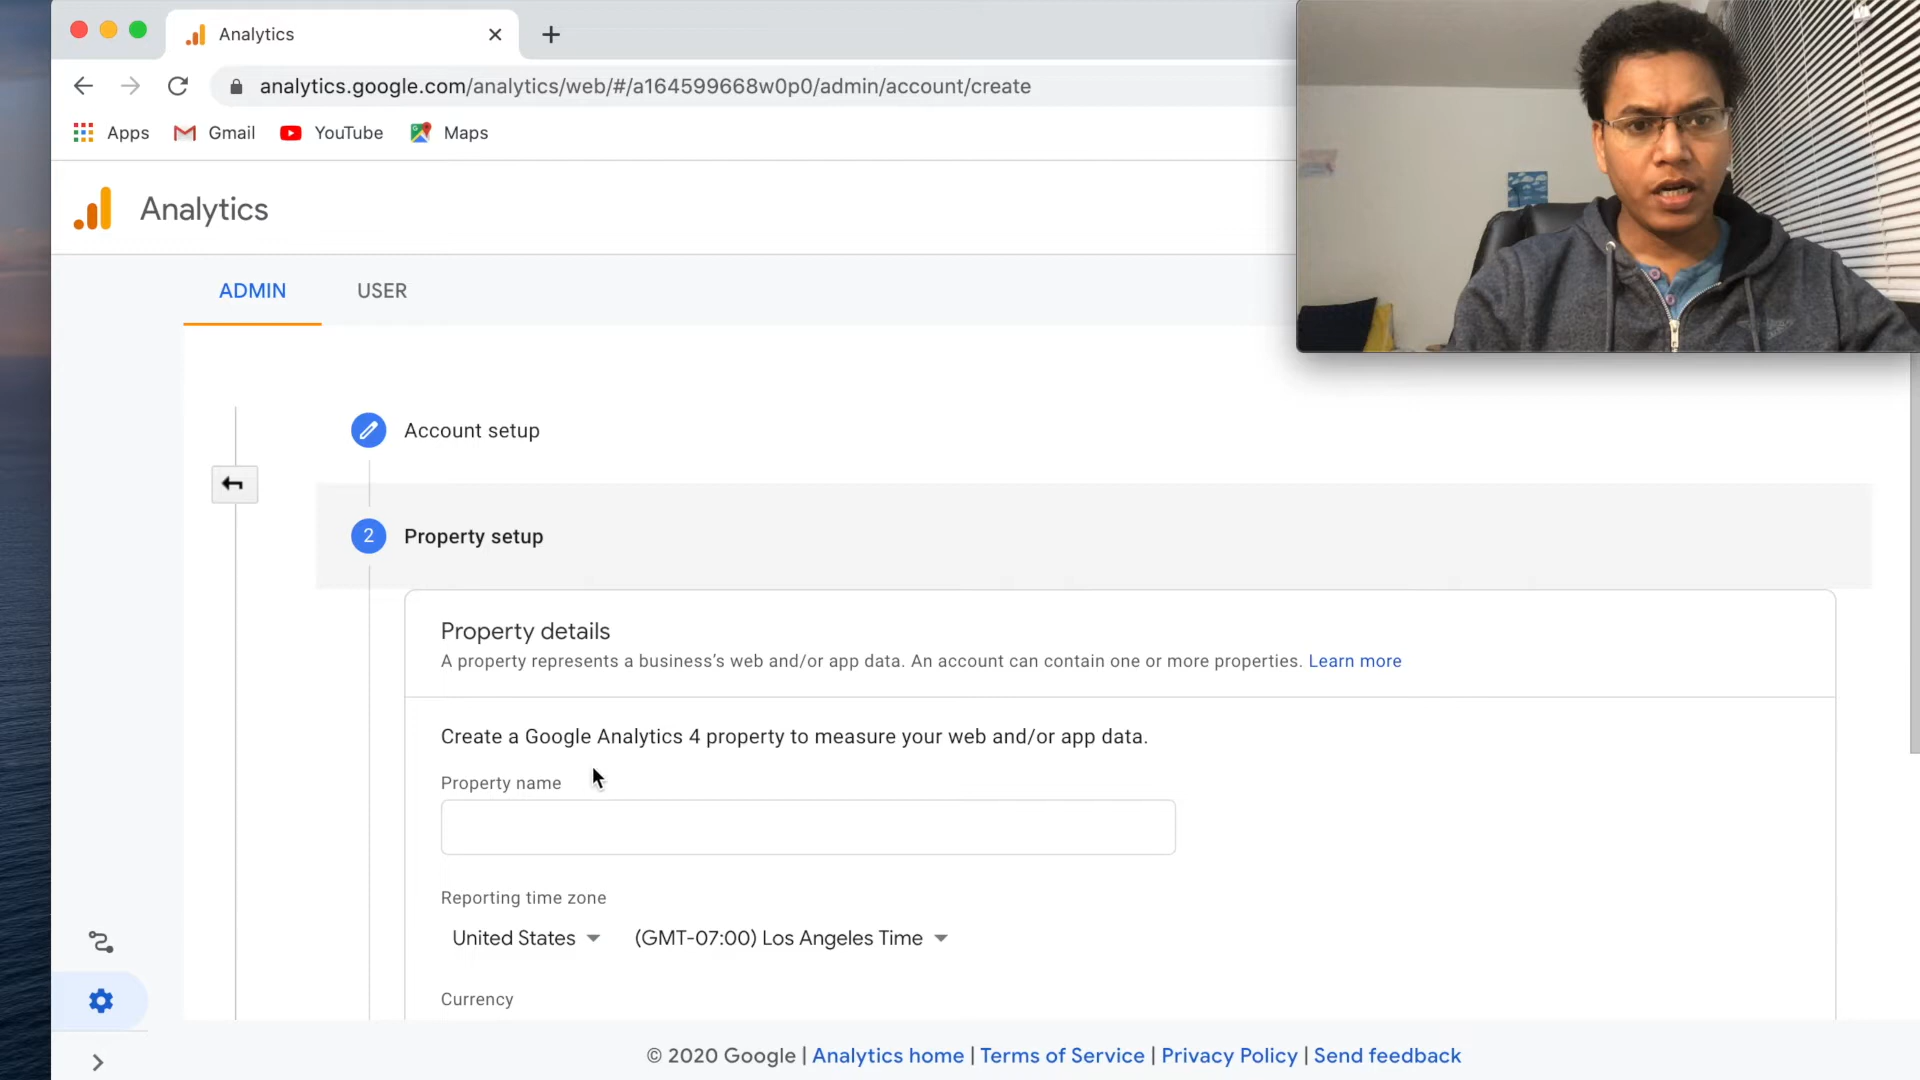 Analytics
analytics.google.com/analytics/web/#/a164599668w0p0/admin/account/create
Apps Gmail YouTube Maps
Analytics
ADMIN USER
Account setup
2 Property setup
Property details
A property represents a business's web and/or app data. An account can contain one or more properties. Learn more
Create a Google Analytics 4 property to measure your web and/or app data.
Property name
Reporting time zone
United States (GMT-07:00) Los Angeles Time
Currency
© 2020 Google | Analytics home | Terms of Service | Privacy Policy | Send feedback